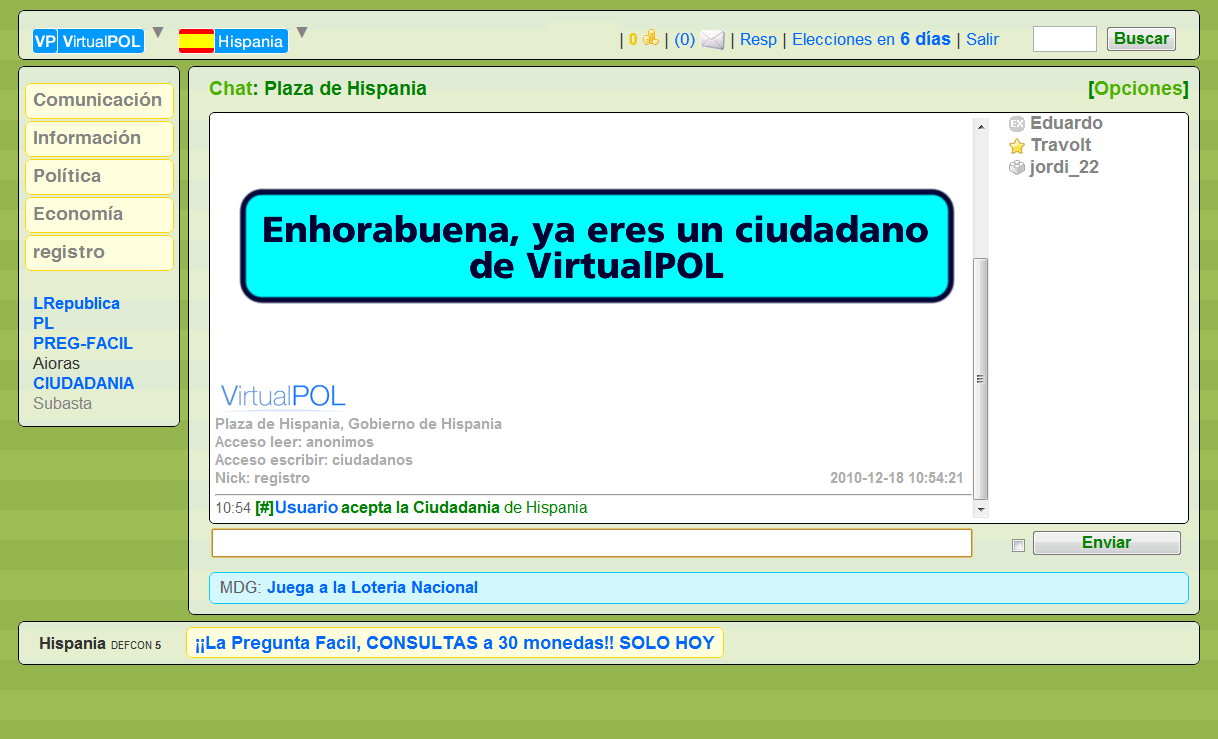 VP VirtualPOL ▼ Hispania ▼ | 0 | (0) | Resp | Elecciones en 6 días | Salir Buscar
Comunicación
Información
Política
Economía
registro
LRepublica
PL
PREG-FACIL
Aioras
CIUDADANIA
Subasta
Chat: Plaza de Hispania [Opciones]
Enhorabuena, ya eres un ciudadano
de VirtualPOL
VirtualPOL
Plaza de Hispania, Gobierno de Hispania
Acceso leer: anonimos
Acceso escribir: ciudadanos
Nick: registro 2010-12-18 10:54:21
10:54 [#]Usuario acepta la Ciudadania de Hispania
EX Eduardo
Travolt
jordi_22
Enviar
MDG: Juega a la Loteria Nacional
Hispania DEFCON 5 ¡¡La Pregunta Facil, CONSULTAS a 30 monedas!! SOLO HOY